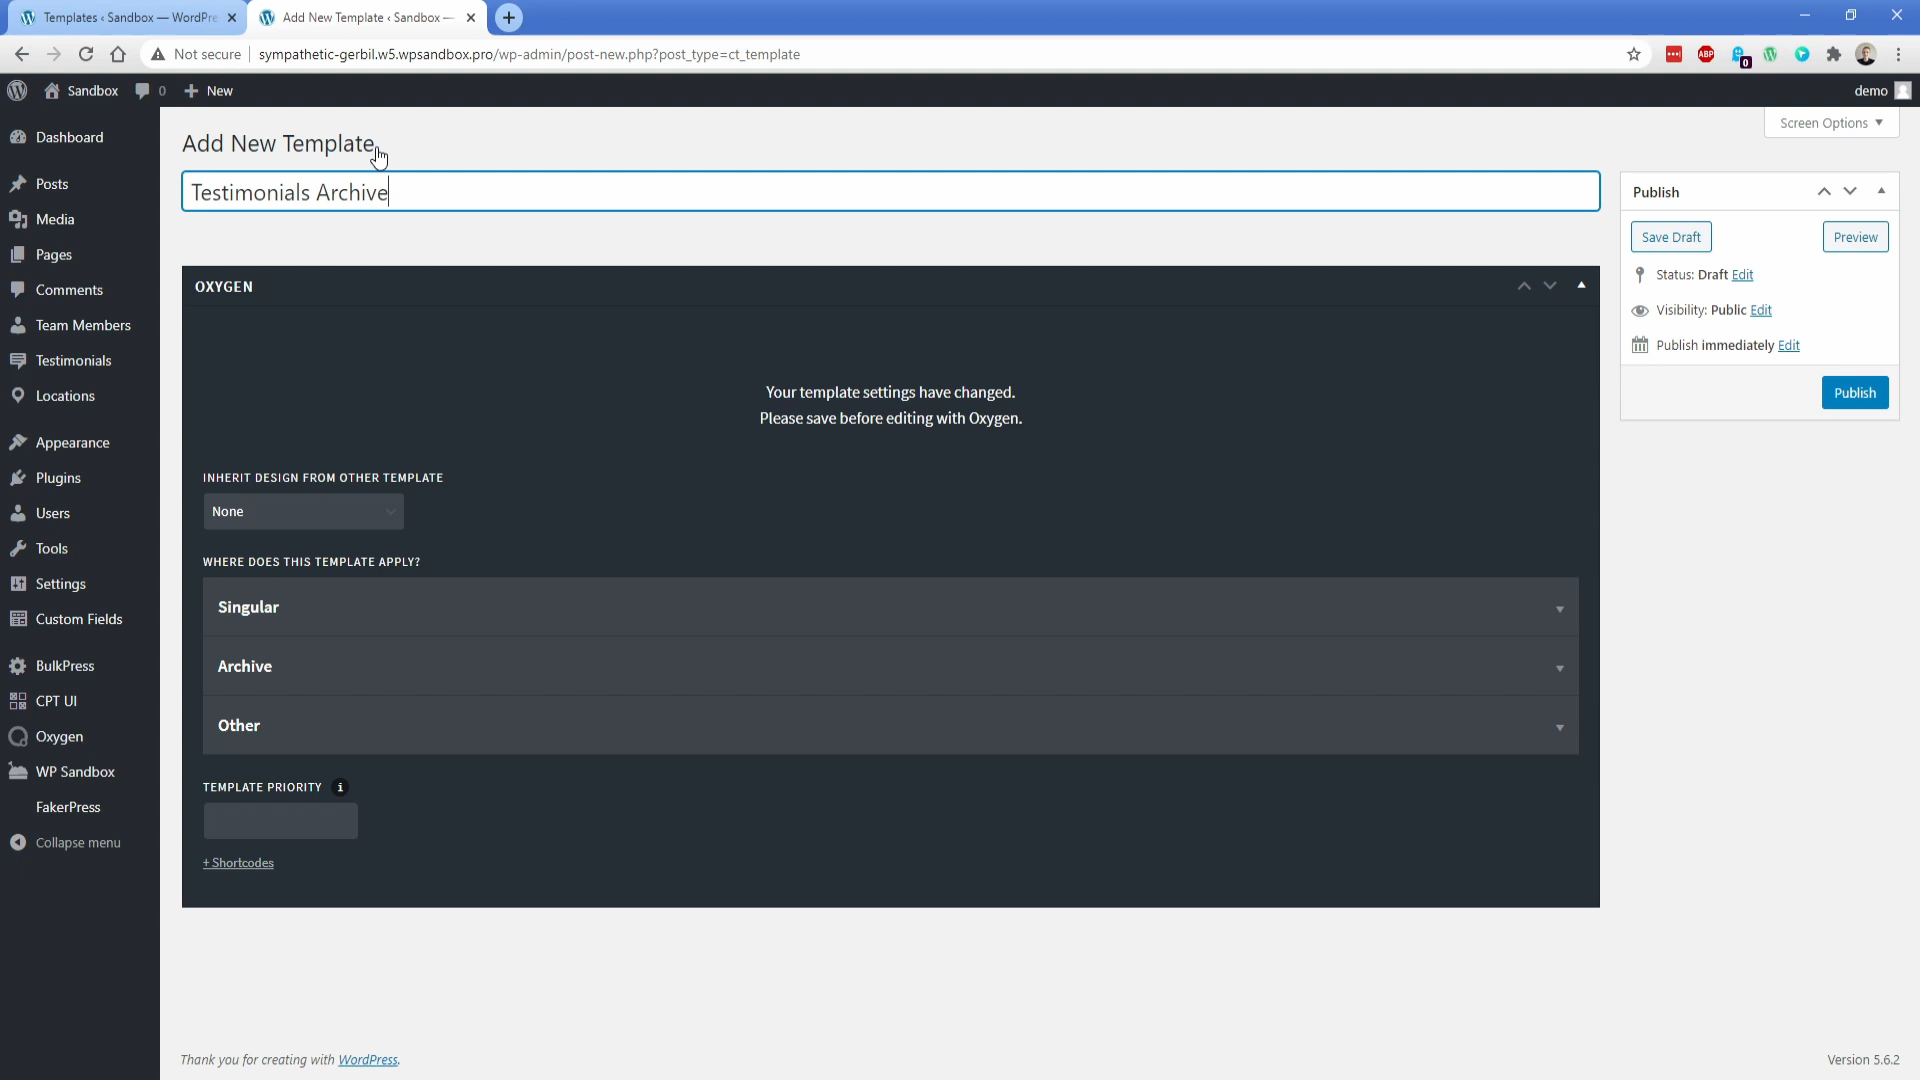 Templates ‹ Sandbox — WordPre
Add New Template ‹ Sandbox —
Not secure
sympathetic-gerbil.w5.wpsandbox.pro/wp-admin/post-new.php?post_type=ct_template
ABP
0
Sandbox
0
New
demo
Dashboard
Posts
Media
Pages
Comments
Team Members
Testimonials
Locations
Appearance
Plugins
Users
Tools
Settings
Custom Fields
BulkPress
CPT UI
Oxygen
WP Sandbox
FakerPress
Collapse menu
Screen Options
Add New Template
Testimonials Archive
OXYGEN
Your template settings have changed.
Please save before editing with Oxygen.
INHERIT DESIGN FROM OTHER TEMPLATE
None
WHERE DOES THIS TEMPLATE APPLY?
Singular
Archive
Other
TEMPLATE PRIORITY i
+ Shortcodes
Publish
Save Draft
Preview
Status: Draft Edit
Visibility: Public Edit
Publish immediately Edit
Publish
Thank you for creating with WordPress.
Version 5.6.2